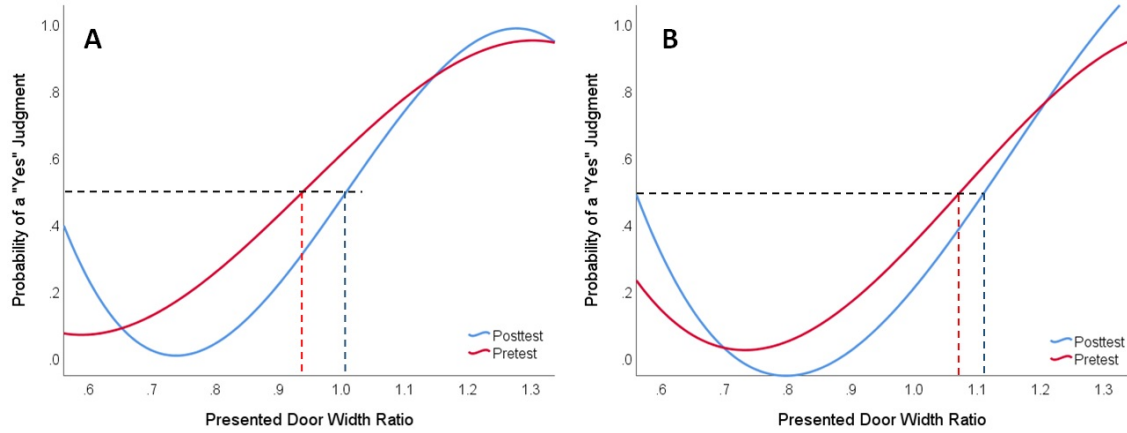 A
Probability of a "Yes" Judgment
1.0
.8
.6
.4
.2
.0
.6 .7 .8 .9 1.0 1.1 1.2 1.3
Presented Door Width Ratio
Posttest
Pretest
B
Probability of a "Yes" Judgment
1.0
.8
.6
.4
.2
.0
.6 .7 .8 .9 1.0 1.1 1.2 1.3
Presented Door Width Ratio
Posttest
Pretest